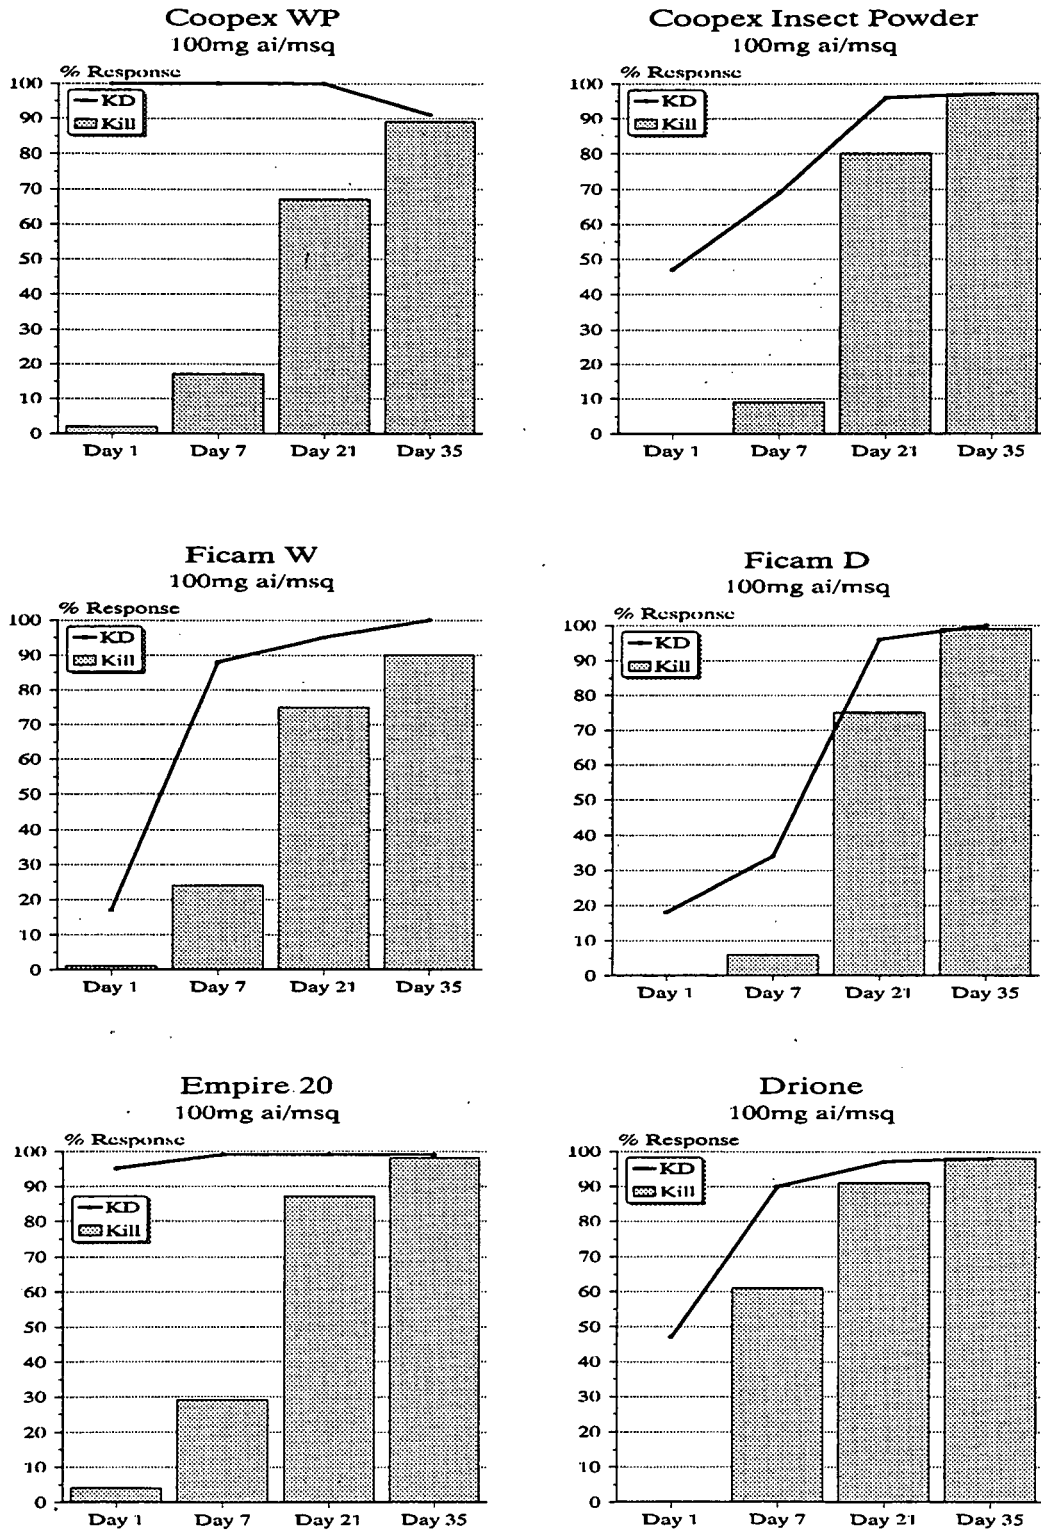 Coopex WP
100mg ai/msq
% Response
100
90
80
70
60
50
40
30
20
10
0
KD
Kill
Day 1 Day 7 Day 21 Day 35
Coopex Insect Powder
100mg ai/msq
% Response
100
90
80
70
60
50
40
30
20
10
0
KD
Kill
Day 1 Day 7 Day 21 Day 35
Ficam W
100mg ai/msq
% Response
100
90
80
70
60
50
40
30
20
10
0
KD
Kill
Day 1 Day 7 Day 21 Day 35
Ficam D
100mg ai/msq
% Response
100
90
80
70
60
50
40
30
20
10
0
KD
Kill
Day 1 Day 7 Day 21 Day 35
Empire 20
100mg ai/msq
% Response
100
90
80
70
60
50
40
30
20
10
0
KD
Kill
Day 1 Day 7 Day 21 Day 35
Drione
100mg ai/msq
% Response
100
90
80
70
60
50
40
30
20
10
0
KD
Kill
Day 1 Day 7 Day 21 Day 35